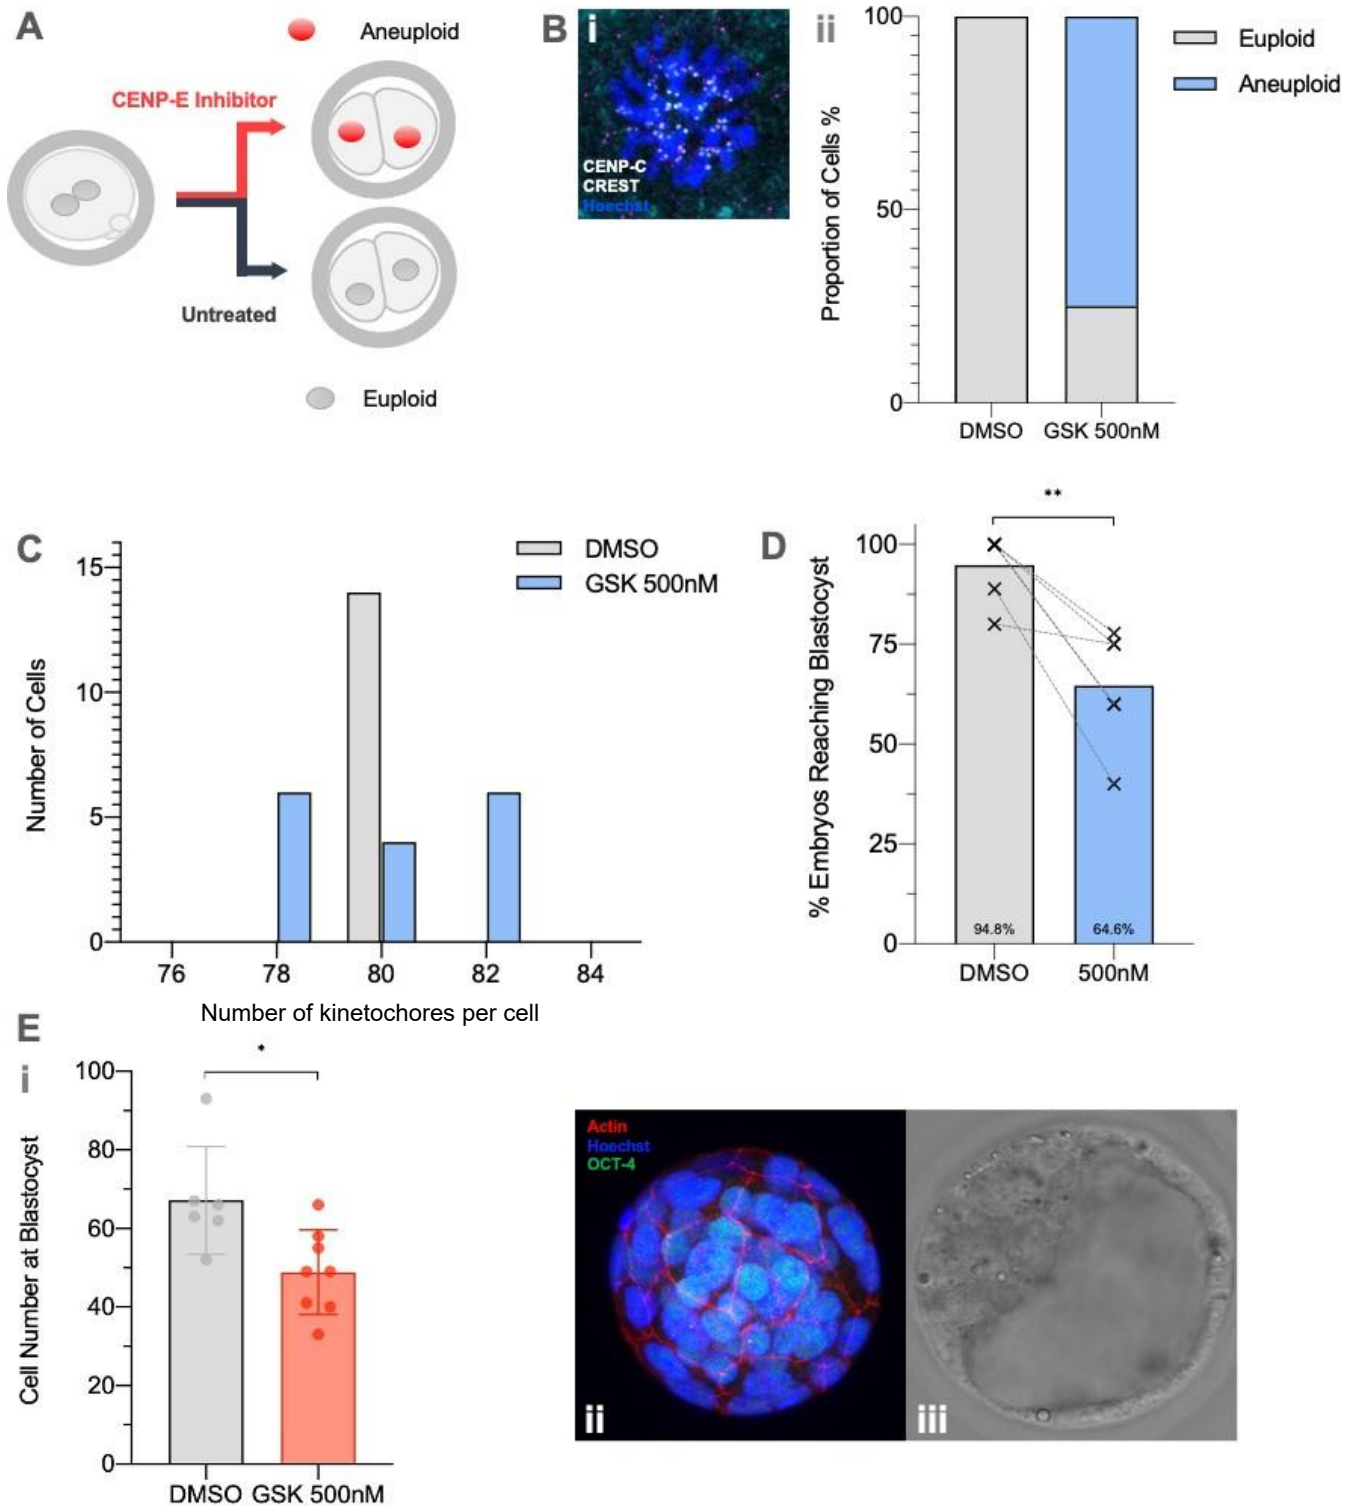 A
Aneuploid
CENP-E Inhibitor
Untreated
Euploid
B
i
CENP-C
CREST
Hoechst
ii
Euploid
Aneuploid
Proportion of Cells %
100
50
0
DMSO GSK 500nM
C
DMSO
GSK 500nM
Number of Cells
15
10
5
0
76 78 80 82 84
Number of kinetochores per cell
D
**
% Embryos Reaching Blastocyst
100
75
50
25
0
94.8% 64.6%
DMSO 500nM
E
i
*
Cell Number at Blastocyst
100
80
60
40
20
0
DMSO GSK 500nM
Actin
Hoechst
OCT-4
ii
iii